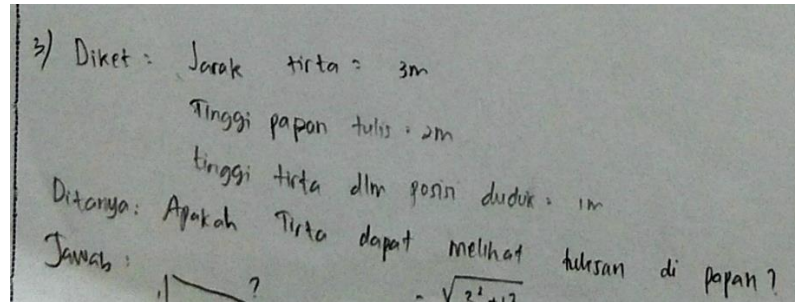 3) Diket : Jarak tirta = 3m
Tinggi papan tulis = 2m
tinggi tirta dlm posisi duduk = 1m
Ditanya : Apakah Tirta dapat melihat tulisan di papan ?
Jawab :
?